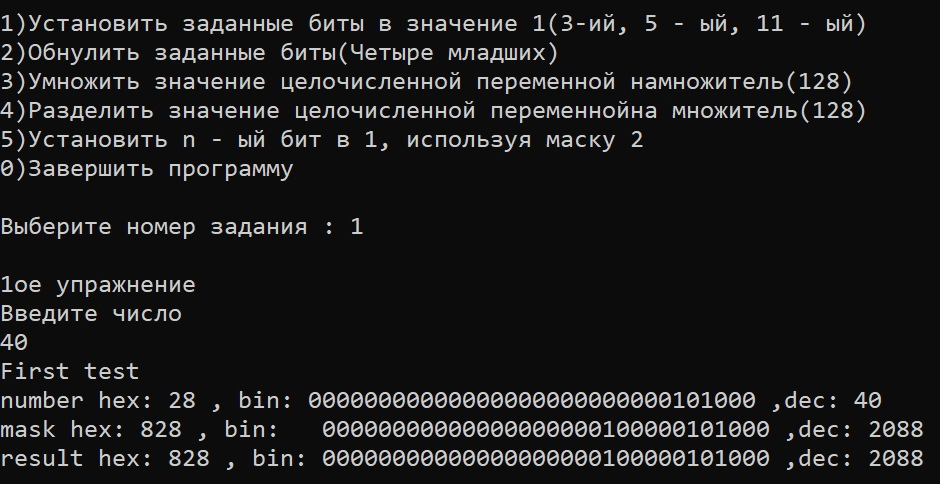 1)Установить заданные биты в значение 1(3-ий, 5 - ый, 11 - ый)
2)Обнулить заданные биты(Четыре младших)
3)Умножить значение целочисленной переменной намножитель(128)
4)Разделить значение целочисленной переменнойна множитель(128)
5)Установить n - ый бит в 1, используя маску 2
0)Завершить программу
Выберите номер задания : 1
1ое упражнение
Введите число
40
First test
number hex: 28 , bin: 00000000000000000000000000101000 ,dec: 40
mask hex: 828 , bin:   00000000000000000000100000101000 ,dec: 2088
result hex: 828 , bin: 00000000000000000000100000101000 ,dec: 2088